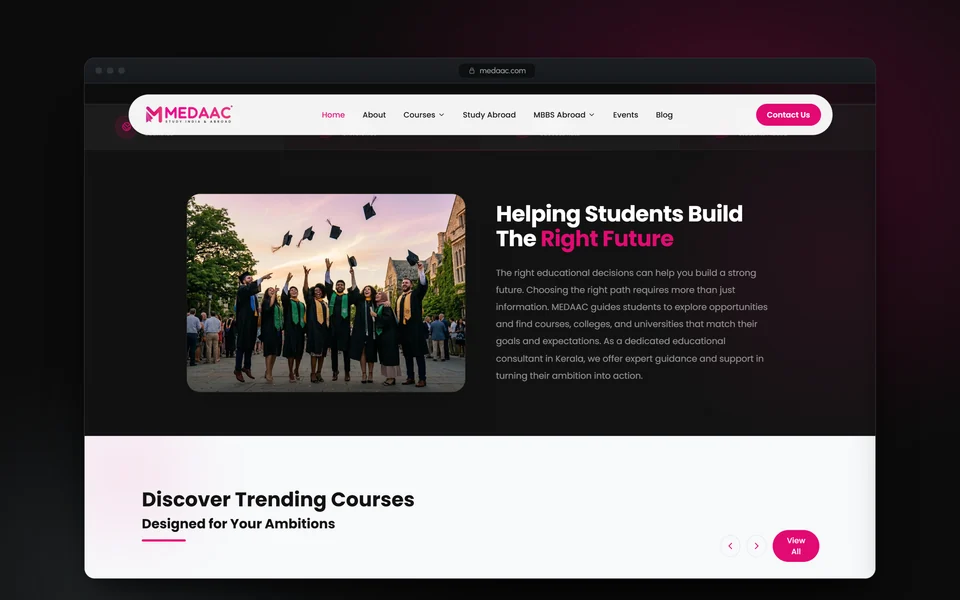 medaac.com
MEDAAC
STUDY INDIA & ABROAD
Home About Courses Study Abroad MBBS Abroad Events Blog Contact Us
Helping Students Build
The Right Future
The right educational decisions can help you build a strong
future. Choosing the right path requires more than just
information. MEDAAC guides students to explore opportunities
and find courses, colleges, and universities that match their
goals and expectations. As a dedicated educational
consultant in Kerala, we offer expert guidance and support in
turning their ambition into action.
Discover Trending Courses
Designed for Your Ambitions
View
All